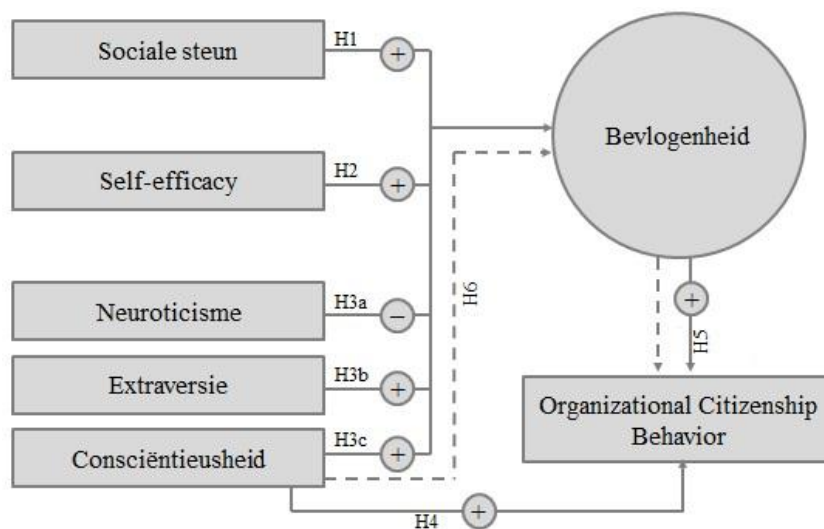 Sociale steun
H1
+
Self-efficacy
H2
+
Neuroticisme
H3a
−
Extraversie
H3b
+
Consciëntieusheid
H3c
+
H6
H4
+
Bevlogenheid
+
H5
Organizational Citizenship
Behavior